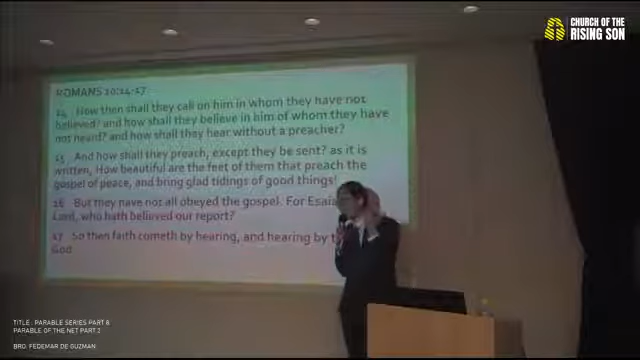 CHURCH OF THE
RISING SON
ROMANS 10:14-17
14 How then shall they call on him in whom they have not
believed? and how shall they believe in him of whom they have
not heard? and how shall they hear without a preacher?
15 And how shall they preach, except they be sent? as it is
written, How beautiful are the feet of them that preach the
gospel of peace, and bring glad tidings of good things!
16 But they have not all obeyed the gospel. For Esaia
Lord, who hath believed our report?
17 So then faith cometh by hearing, and hearing by
God
TITLE : PARABLE SERIES PART 8
PARABLE OF THE NET PART 2
BRO. FEDEMAR DE GUZMAN